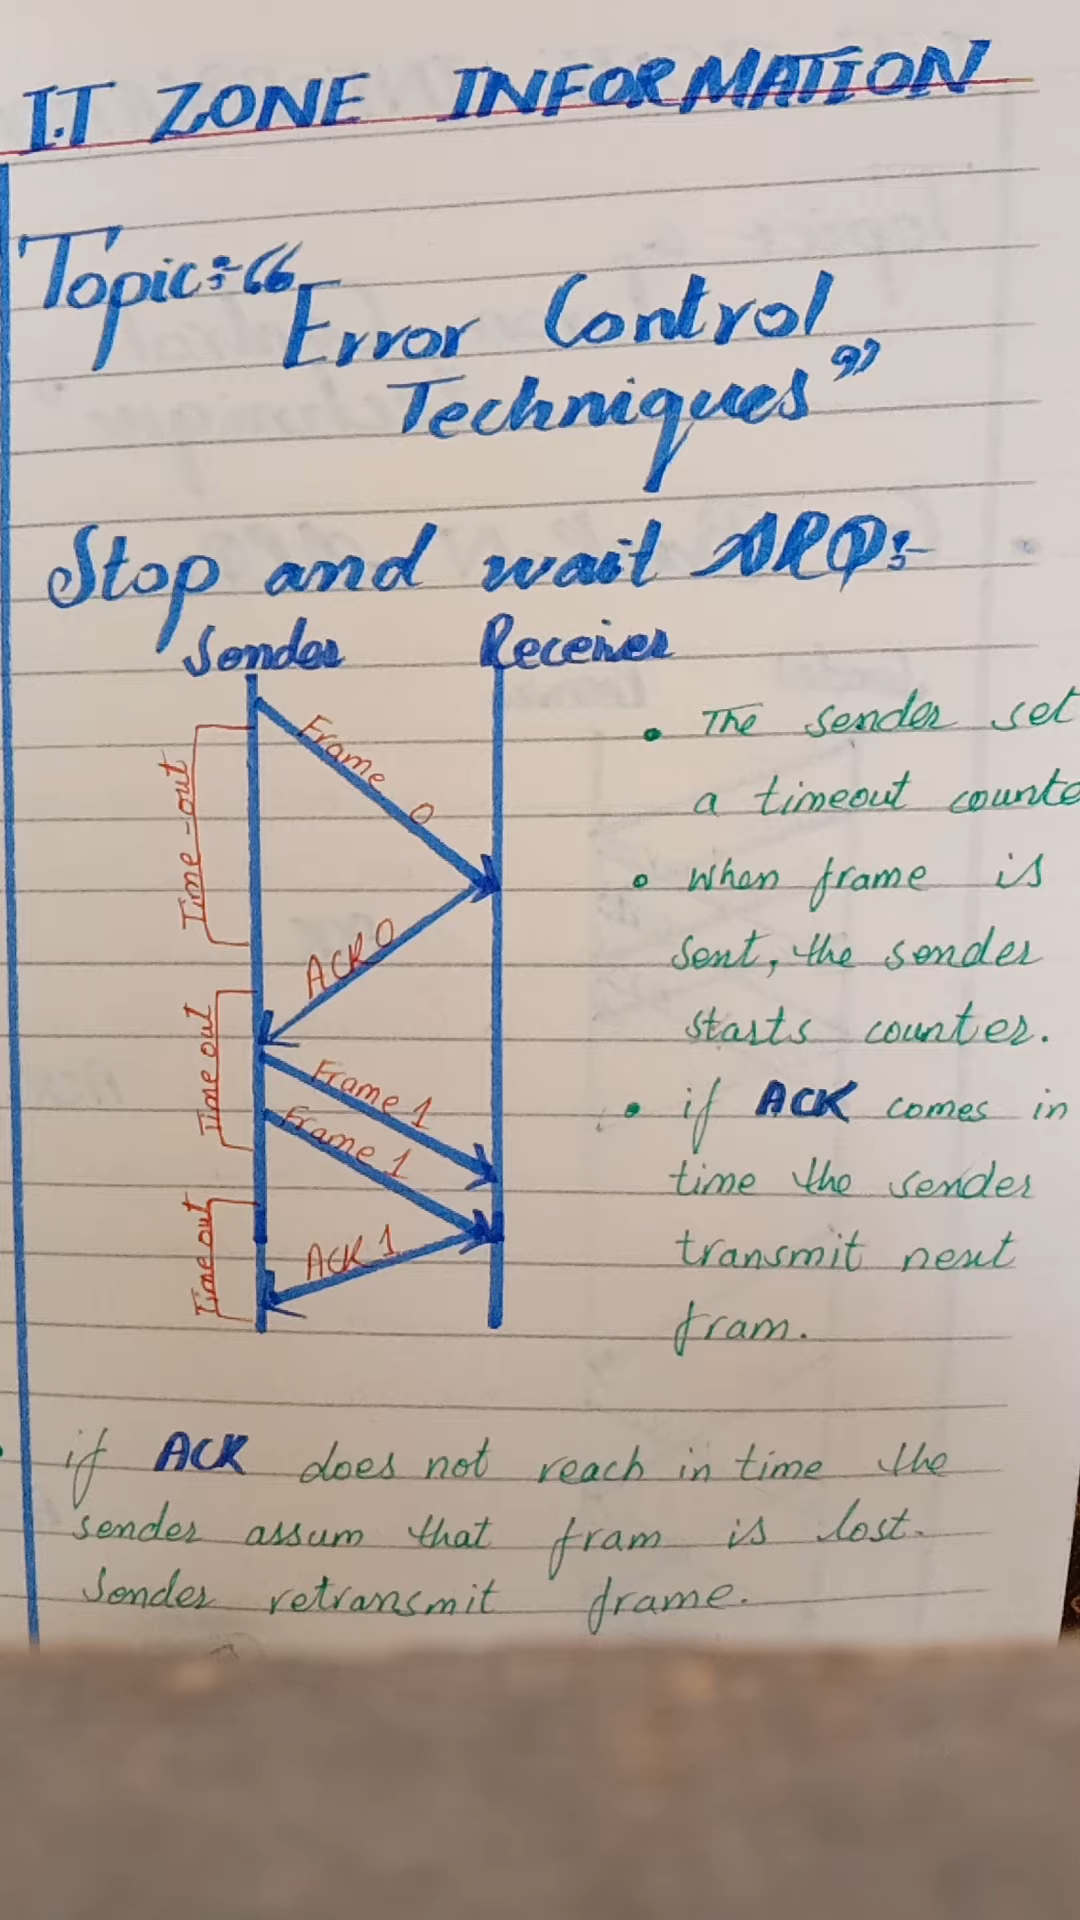 I.T ZONE INFORMATION
Topic:- "Error Control
Techniques"
Stop and wait ARQ:-
Sender Receiver
Time-out
Frame 0
ACK 0
Time out
Frame 1
Frame 1
Time out
ACK 1
• The sender set
a timeout counte
• When frame is
sent, the sender
starts counter.
• if ACK comes in
time the sender
transmit next
fram.
• if ACK does not reach in time the
sender assum that fram is lost.
Sender retransmit frame.